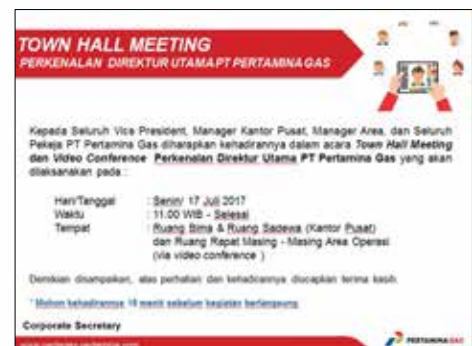 TOWN HALL MEETING
PERKENALAN DIREKTUR UTAMA PT PERTAMINA GAS
Kepada Seluruh Vice President, Manager Kantor Pusat, Manager Area, dan Seluruh
Pekerja PT Pertamina Gas diharapkan kehadirannya dalam acara Town Hall Meeting
dan Video Conference Perkenalan Direktur Utama PT Pertamina Gas yang akan
dilaksanakan pada :
Hari/Tanggal : Senin/ 17 Juli 2017
Waktu : 11.00 WIB - Selesai
Tempat : Ruang Bima & Ruang Sadewa (Kantor Pusat)
dan Ruang Rapat Masing - Masing Area Operasi
(via video conference )
Demikian disampaikan, atas perhatian dan kehadirannya diucapkan terima kasih.
* Mohon kehadirannya menit sebelum kegiatan berlangsung
Corporate Secretary
PERTAMINA GAS